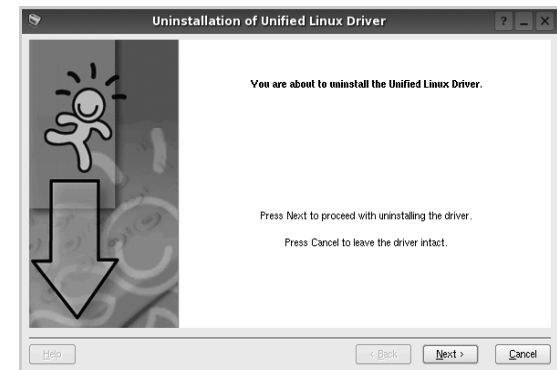 Uninstallation of Unified Linux Driver
? _ X
You are about to uninstall the Unified Linux Driver.
Press Next to proceed with uninstalling the driver.
Press Cancel to leave the driver intact.
Help
< Back
Next >
Cancel